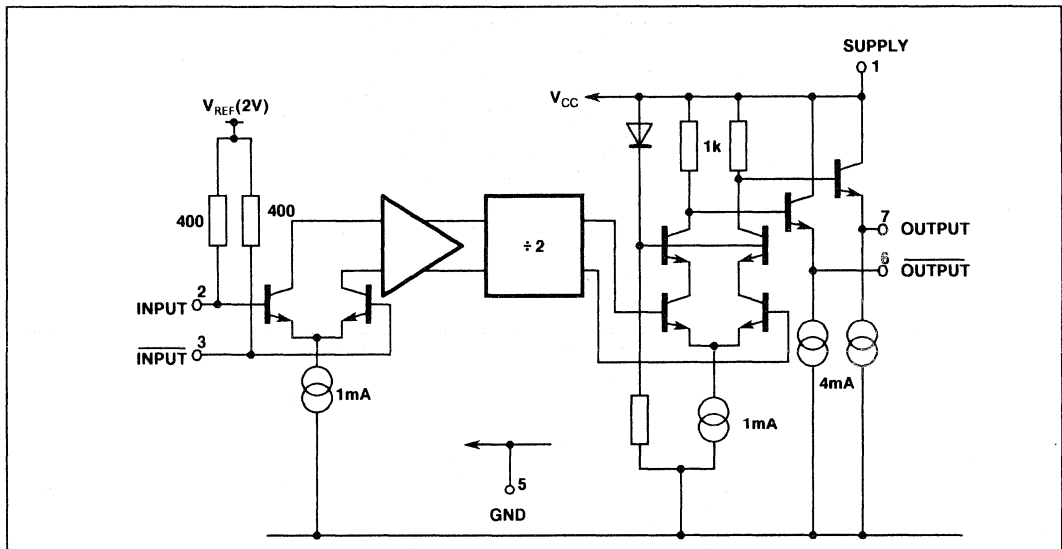 SUPPLY
1
V_CC
V_REF(2V)
1k
400
400
7 OUTPUT
÷2
6 OUTPUT
2
INPUT
3
INPUT
1mA
4mA
1mA
5
GND